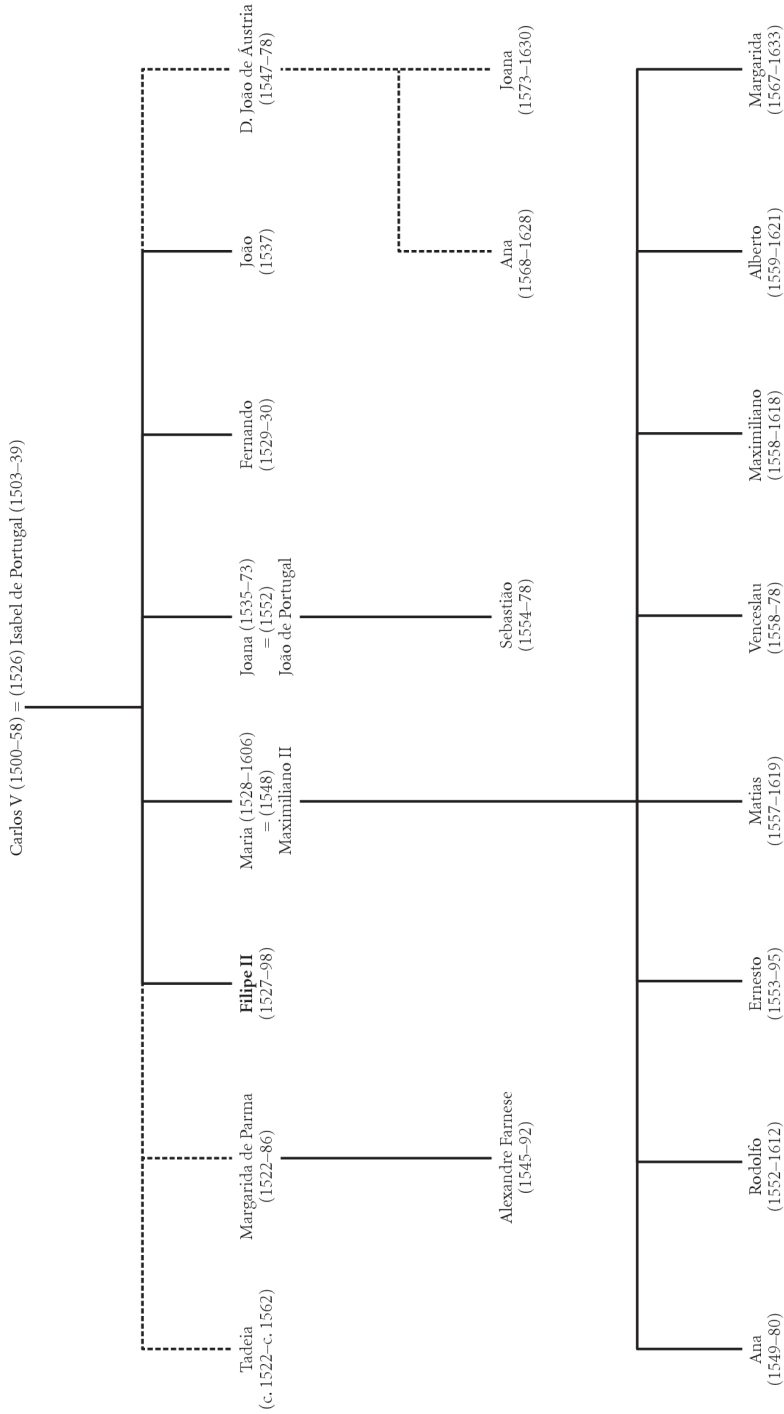 Carlos V (1500–58) = (1526) Isabel de Portugal (1503–39)
Tadeia
(c. 1522–c. 1562)
Margarida de Parma
(1522–86)
Filipe II
(1527–98)
Maria (1528–1606)
= (1548)
Maximiliano II
Joana (1535–73)
= (1552)
João de Portugal
Fernando
(1529–30)
João
(1537)
D. João de Áustria
(1547–78)
Alexandre Farnese
(1545–92)
Sebastião
(1554–78)
Ana
(1568–1628)
Joana
(1573–1630)
Ana
(1549–80)
Rodolfo
(1552–1612)
Ernesto
(1553–95)
Matias
(1557–1619)
Venceslau
(1558–78)
Maximiliano
(1558–1618)
Alberto
(1559–1621)
Margarida
(1567–1633)